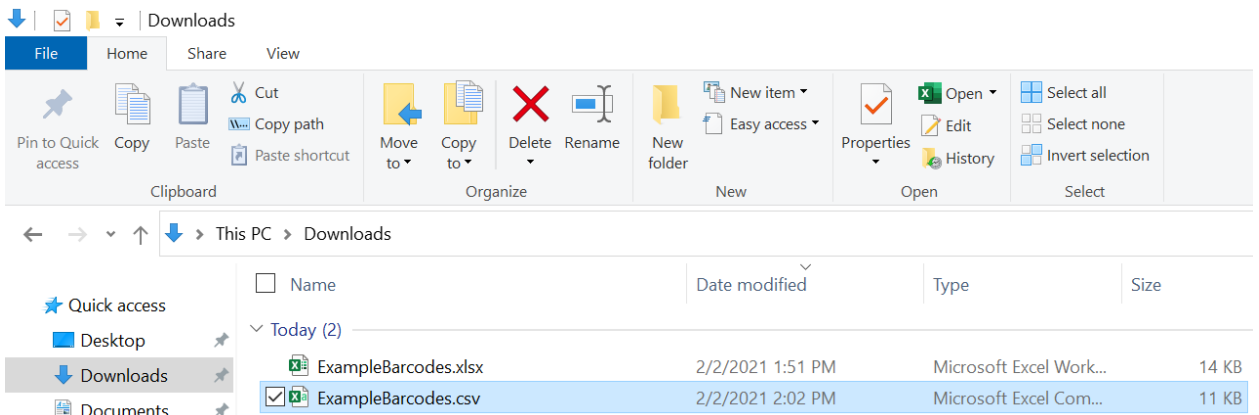 Downloads
File Home Share View
Pin to Quick access
Copy
Paste
Cut
Copy path
Paste shortcut
Clipboard
Move to
Copy to
Delete
Rename
Organize
New folder
New item
Easy access
New
Properties
Open
Edit
History
Open
Select all
Select none
Invert selection
Select
This PC > Downloads
Quick access
Desktop
Downloads
Documents
Name Date modified Type Size
Today (2)
ExampleBarcodes.xlsx 2/2/2021 1:51 PM Microsoft Excel Work... 14 KB
ExampleBarcodes.csv 2/2/2021 2:02 PM Microsoft Excel Com... 11 KB